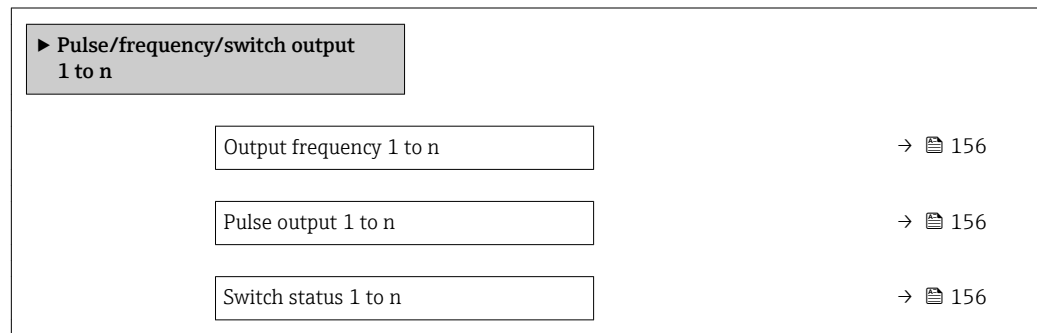 ▶ Pulse/frequency/switch output
1 to n
Output frequency 1 to n → 156
Pulse output 1 to n → 156
Switch status 1 to n → 156